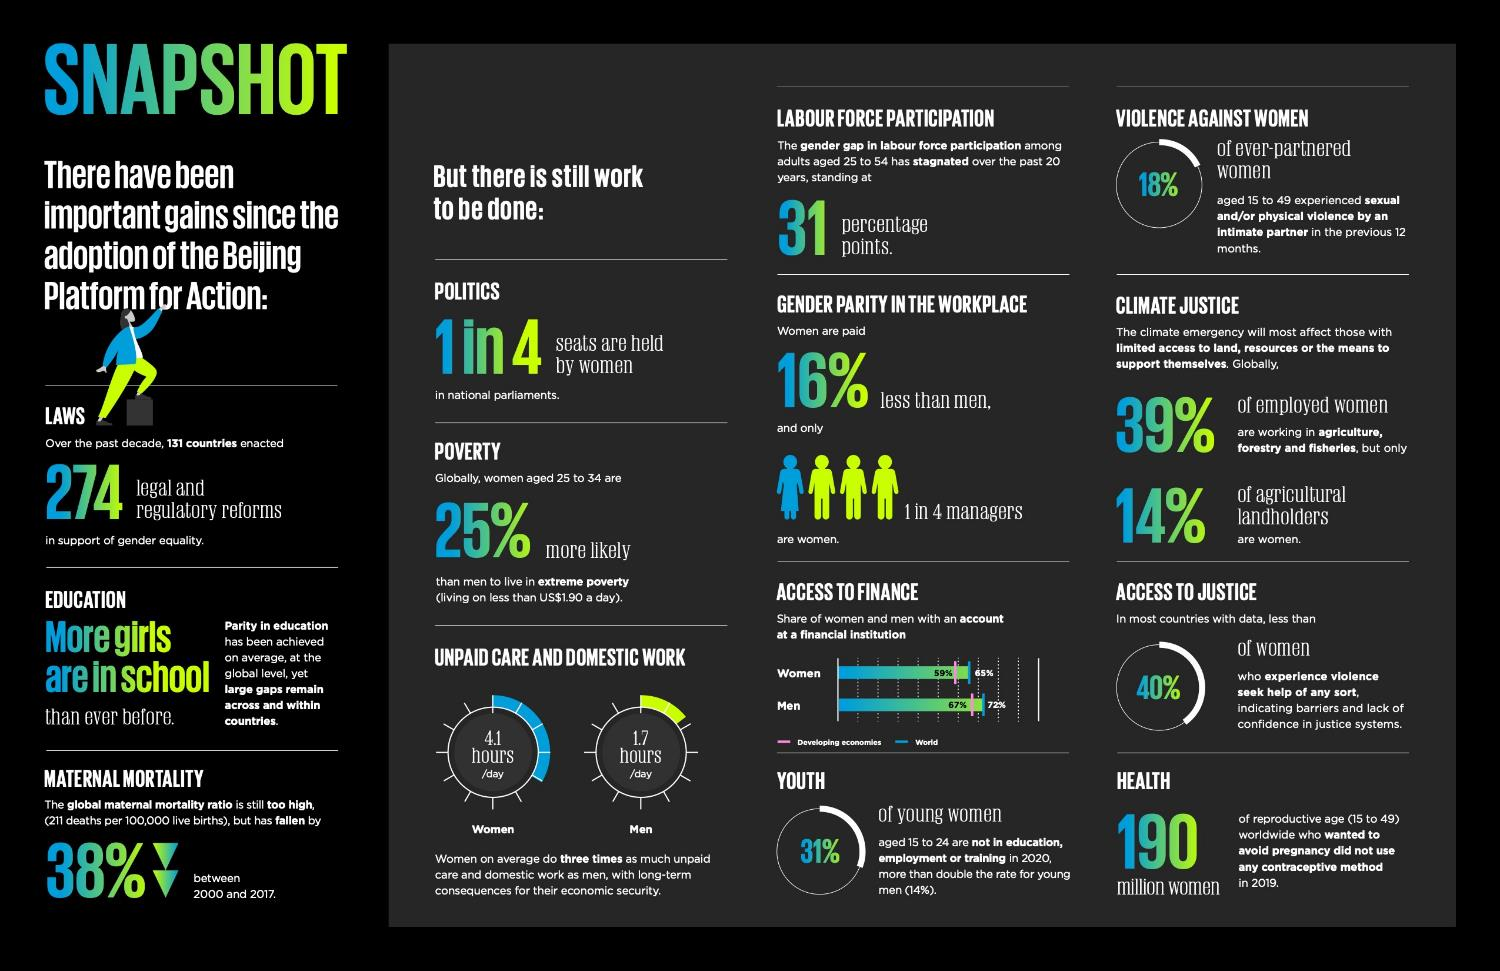 SNAPSHOT
There have been
important gains since the
adoption of the Beijing
Platform for Action:
LAWS
Over the past decade, 131 countries enacted
274
legal and
regulatory reforms
in support of gender equality.
EDUCATION
More girls
are in school
than ever before.
Parity in education
has been achieved
on average, at the
global level, yet
large gaps remain
across and within
countries.
MATERNAL MORTALITY
The global maternal mortality ratio is still too high,
(211 deaths per 100,000 live births), but has fallen by
38%
between
2000 and 2017.
But there is still work
to be done:
POLITICS
1 in 4
seats are held
by women
in national parliaments.
POVERTY
Globally, women aged 25 to 34 are
25%
more likely
than men to live in extreme poverty
(living on less than US$1.90 a day).
UNPAID CARE AND DOMESTIC WORK
4.1
hours
/day
Women
1.7
hours
/day
Men
Women on average do three times as much unpaid
care and domestic work as men, with long-term
consequences for their economic security.
LABOUR FORCE PARTICIPATION
The gender gap in labour force participation among
adults aged 25 to 54 has stagnated over the past 20
years, standing at
31
percentage
points.
GENDER PARITY IN THE WORKPLACE
Women are paid
16%
less than men,
and only
1 in 4 managers
are women.
ACCESS TO FINANCE
Share of women and men with an account
at a financial institution
Women
59%
65%
Men
67%
72%
Developing economies
World
YOUTH
31%
of young women
aged 15 to 24 are not in education,
employment or training in 2020,
more than double the rate for young
men (14%).
VIOLENCE AGAINST WOMEN
18%
of ever-partnered
women
aged 15 to 49 experienced sexual
and/or physical violence by an
intimate partner in the previous 12
months.
CLIMATE JUSTICE
The climate emergency will most affect those with
limited access to land, resources or the means to
support themselves. Globally,
39%
of employed women
are working in agriculture,
forestry and fisheries, but only
14%
of agricultural
landholders
are women.
ACCESS TO JUSTICE
In most countries with data, less than
40%
of women
who experience violence
seek help of any sort,
indicating barriers and lack of
confidence in justice systems.
HEALTH
190
million women
of reproductive age (15 to 49)
worldwide who wanted to
avoid pregnancy did not use
any contraceptive method
in 2019.